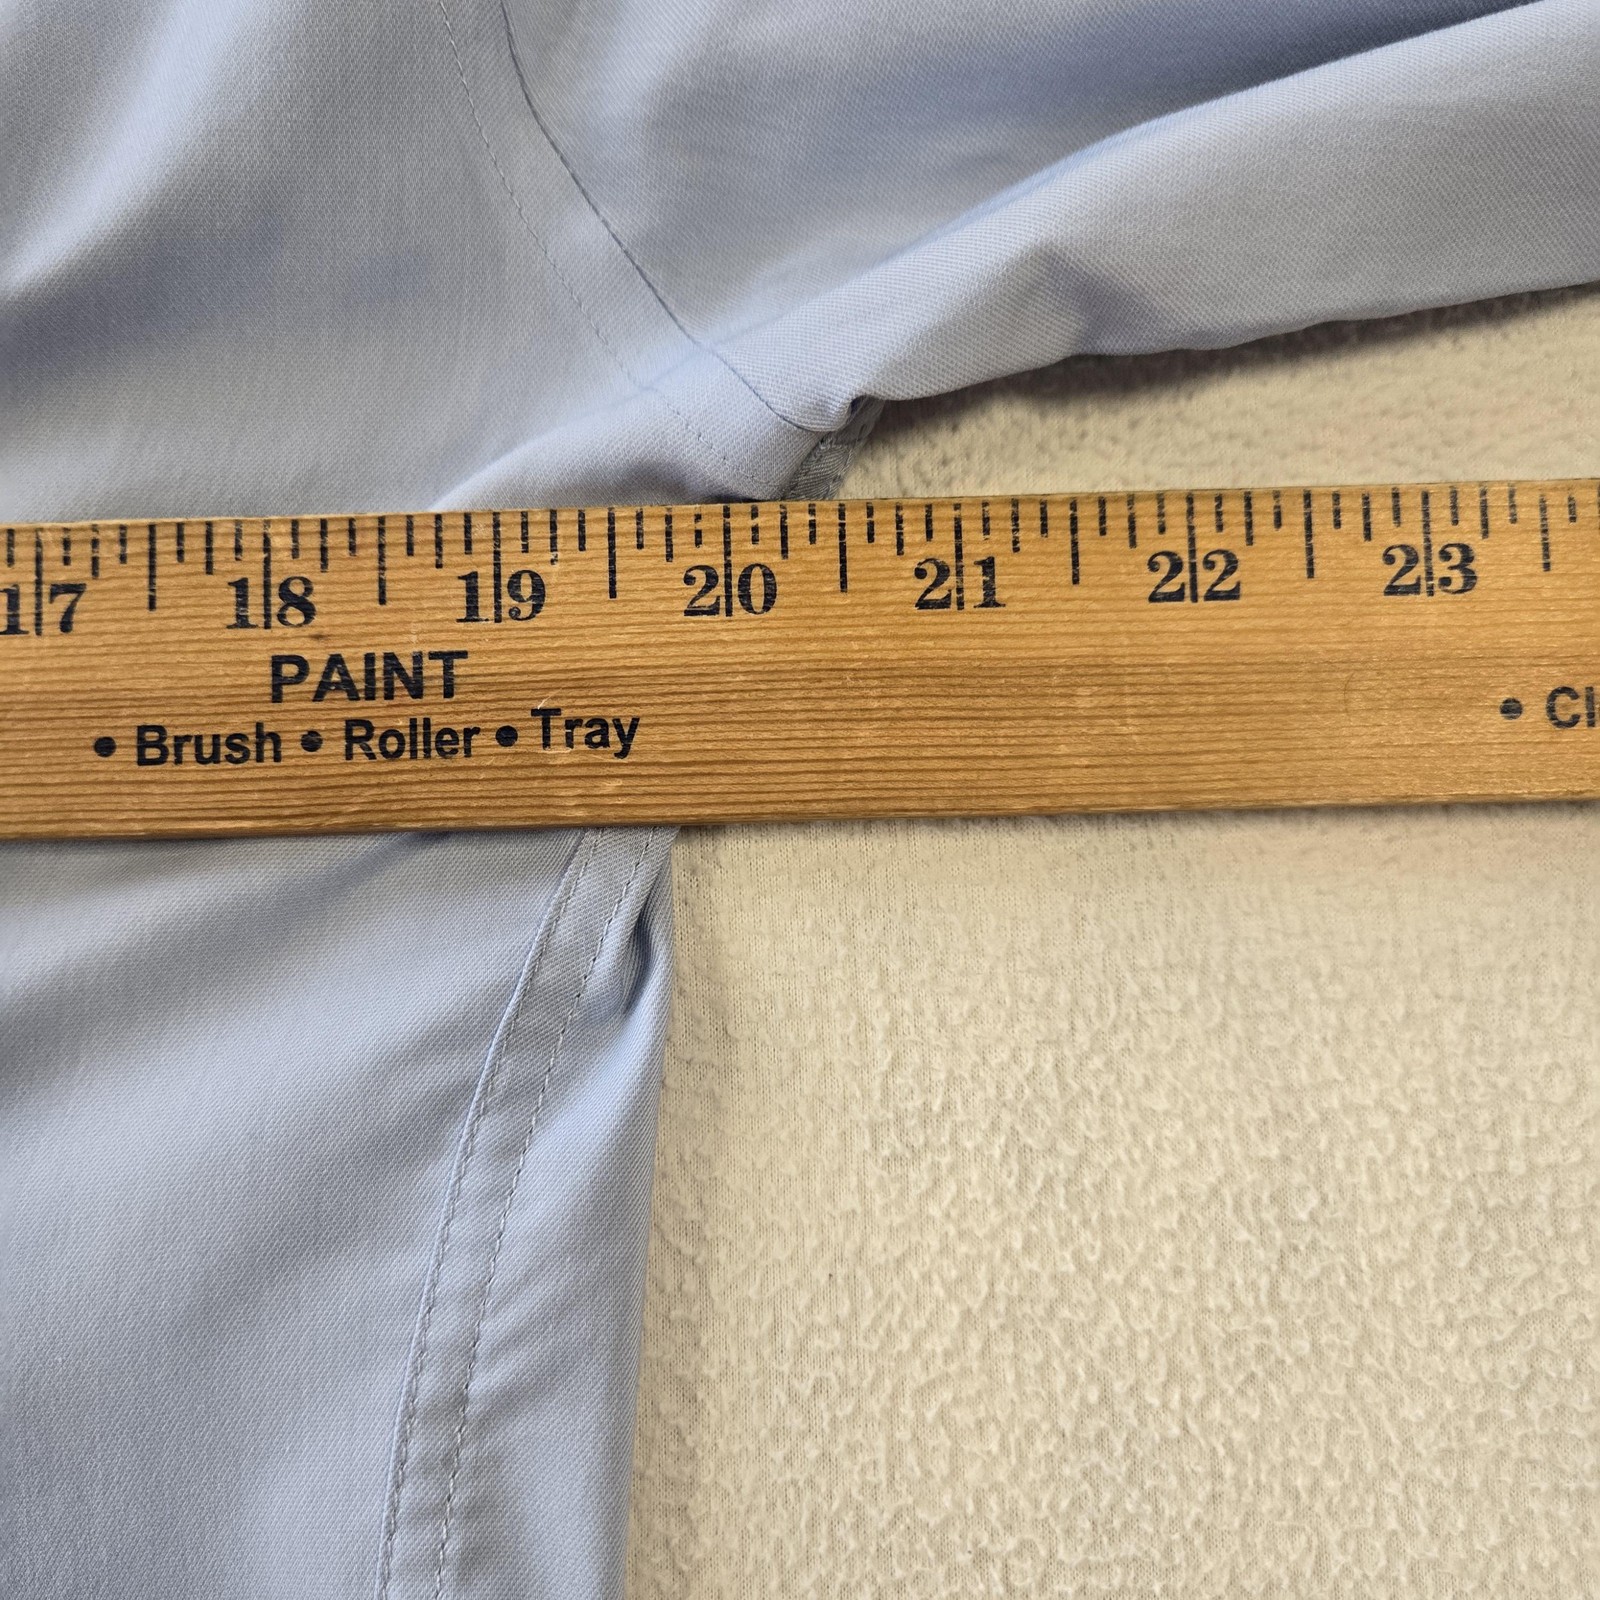 17 18 19 20 21 22 23
PAINT
• Brush • Roller • Tray